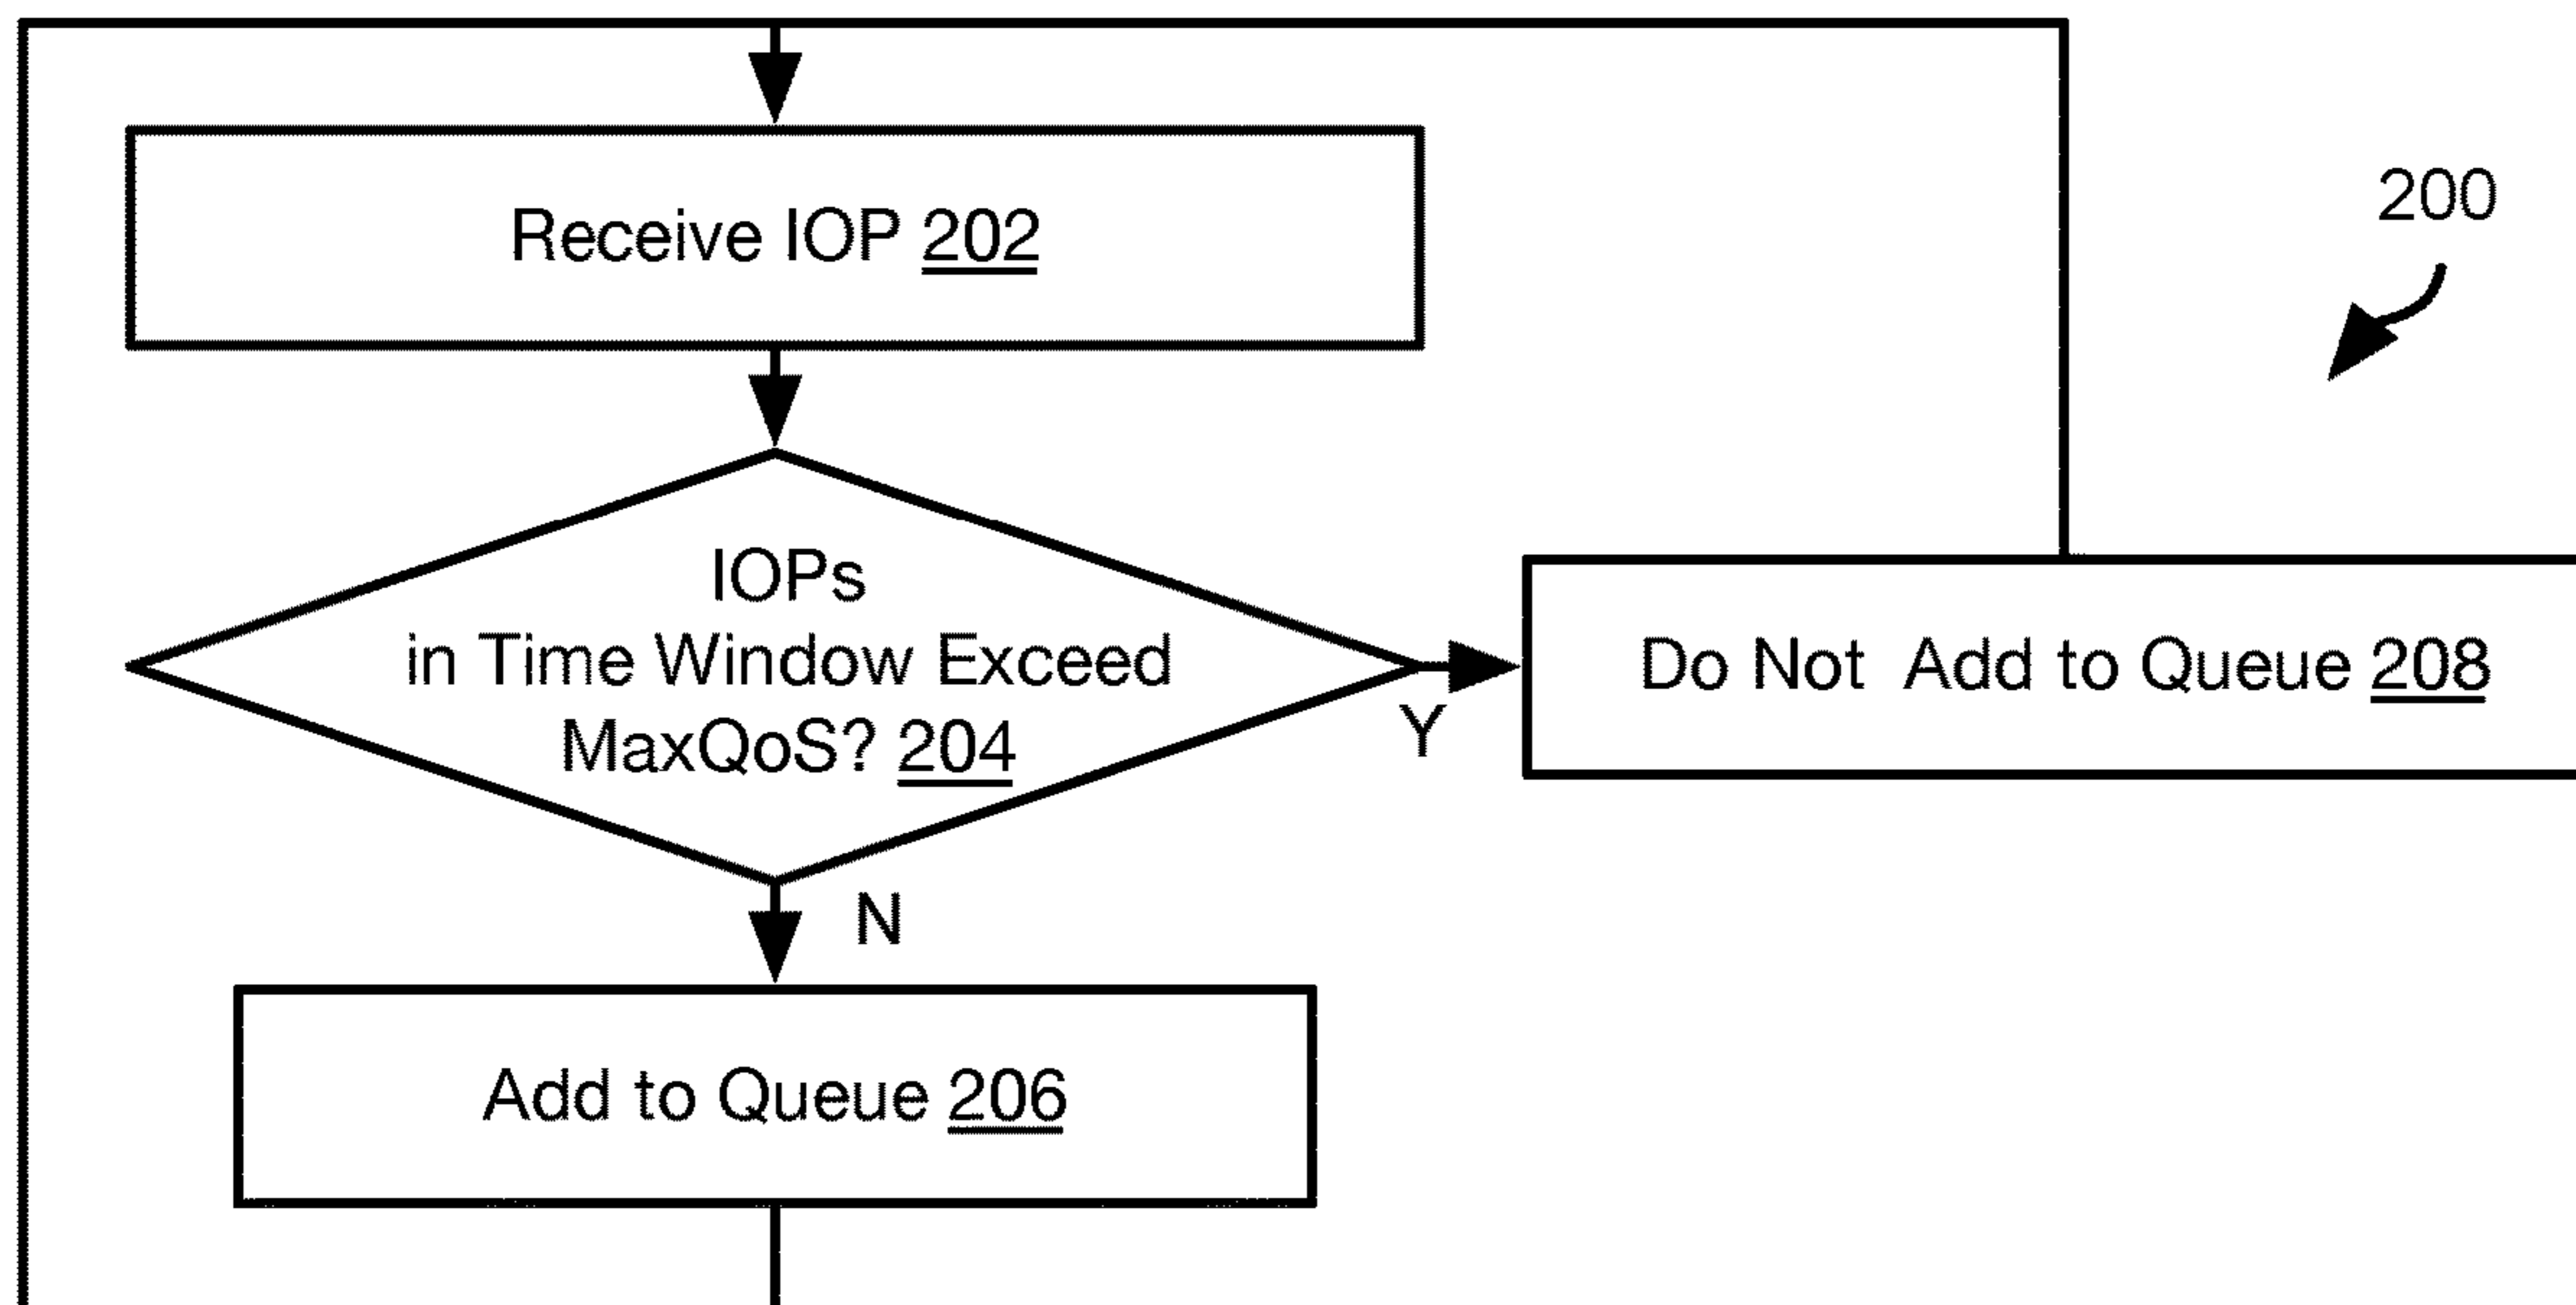 Receive IOP 202
200
IOPs
in Time Window Exceed
MaxQoS? 204
Y
Do Not Add to Queue 208
N
Add to Queue 206